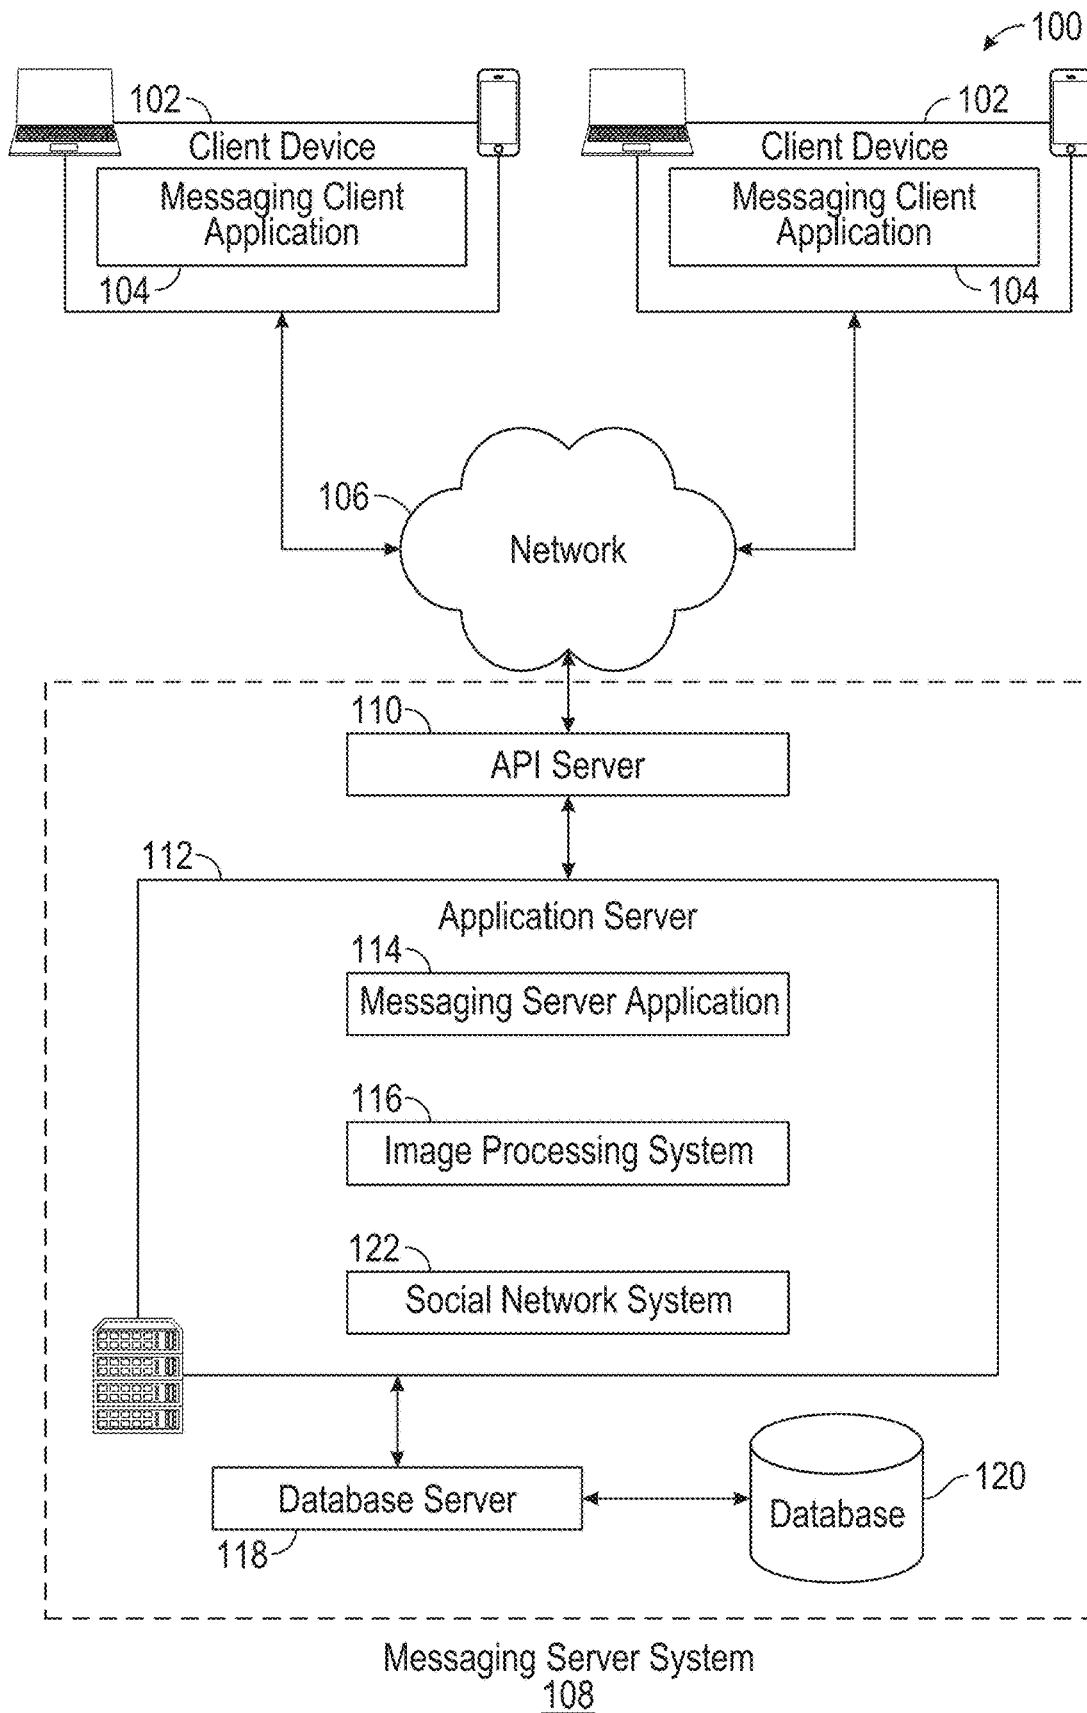 100
102
102
Client Device
Client Device
Messaging Client
Application
Messaging Client
Application
104
104
106
Network
110
API Server
112
Application Server
114
Messaging Server Application
116
Image Processing System
122
Social Network System
Database Server
118
Database
120
Messaging Server System
108